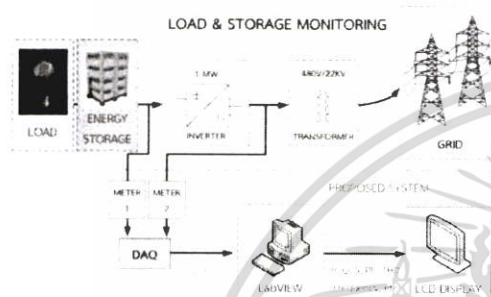 LOAD & STORAGE MONITORING
1 MW
480V/22KV
LOAD
ENERGY
STORAGE
INVERTER
TRANSFORMER
GRID
METER
1
METER
2
PROPOSED SYSTEM
DAQ
LABVIEW
LCD DISPLAY